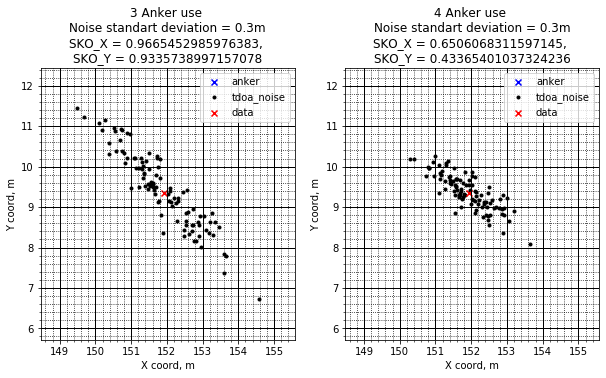 3 Anker use
Noise standart deviation = 0.3m
SKO_X = 0.9665452985976383,
SKO_Y = 0.9335738997157078
anker
tdoa_noise
data
12
11
10
9
8
7
6
Y coord, m
149 150 151 152 153 154 155
X coord, m
4 Anker use
Noise standart deviation = 0.3m
SKO_X = 0.6506068311597145,
SKO_Y = 0.43365401037324236
anker
tdoa_noise
data
12
11
10
9
8
7
6
Y coord, m
149 150 151 152 153 154 155
X coord, m